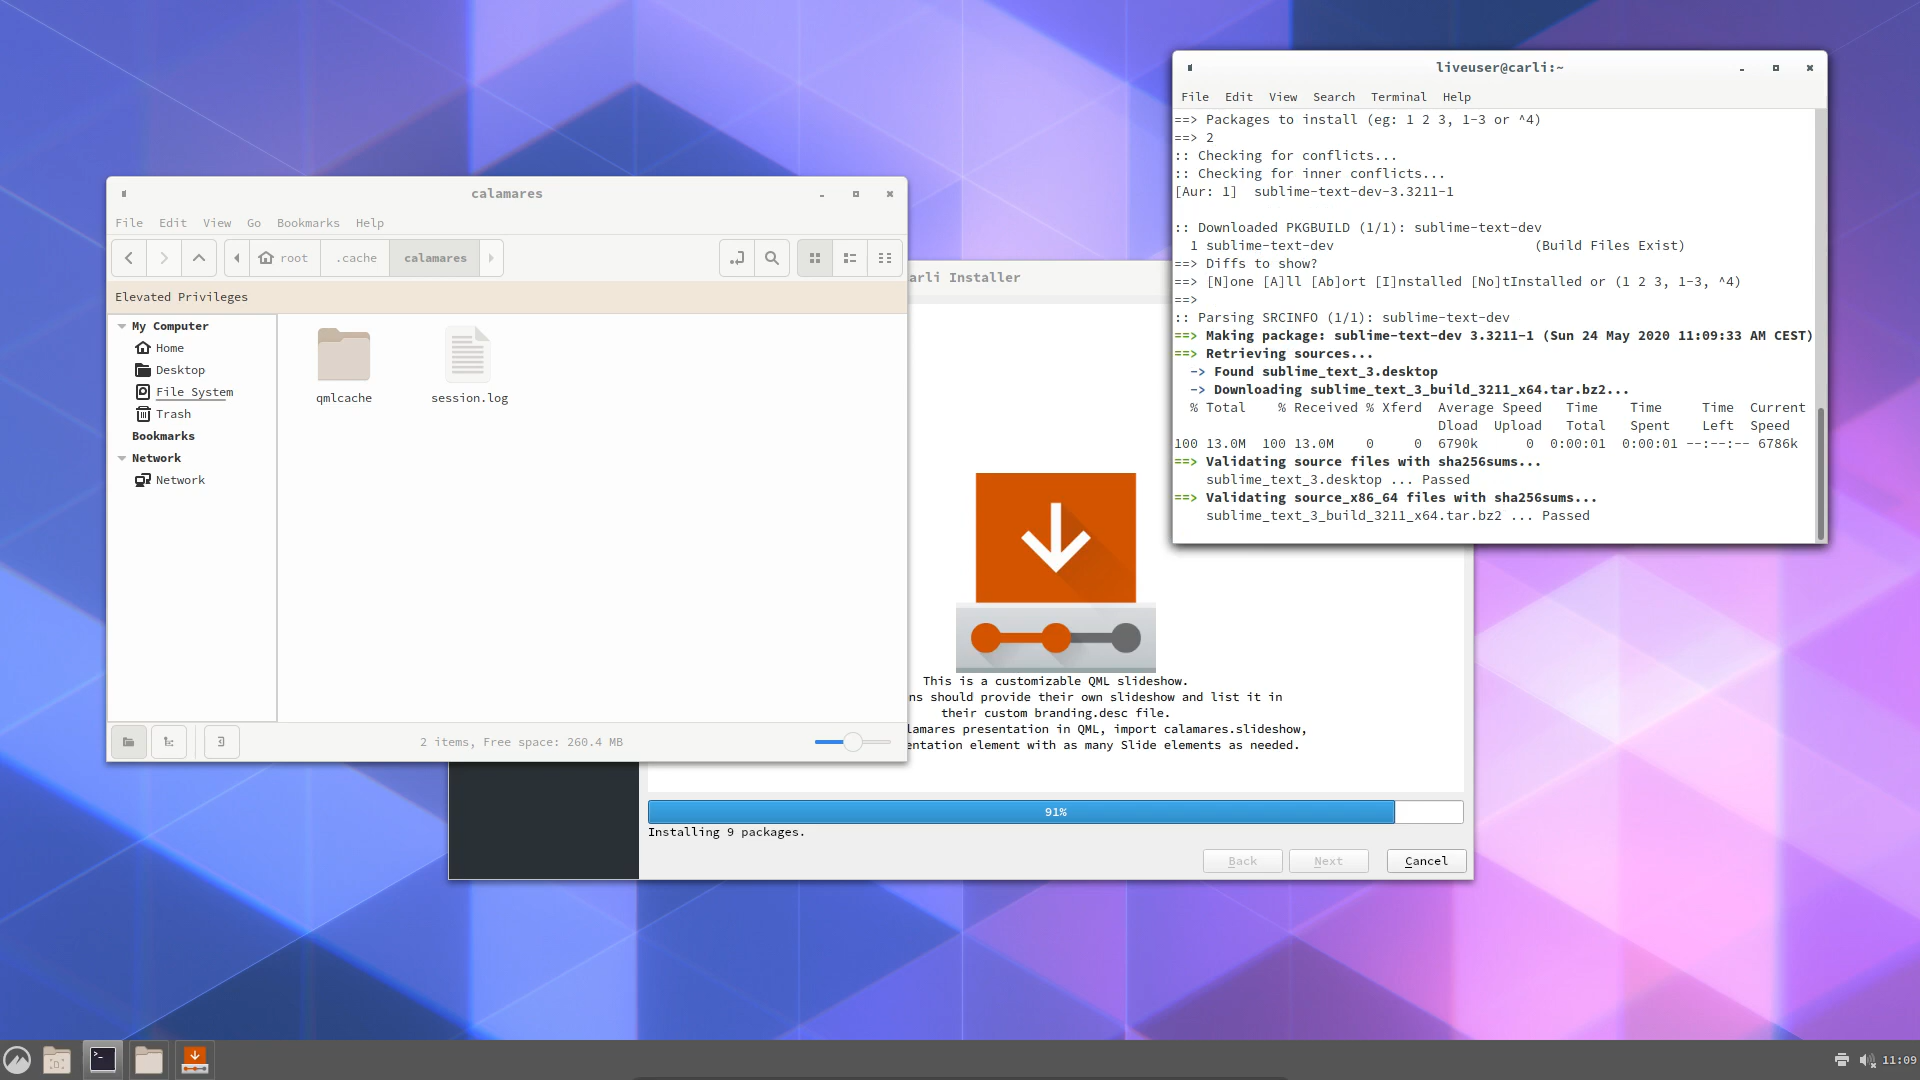 calamares
File Edit View Go Bookmarks Help
root .cache calamares
Elevated Privileges
My Computer
Home
Desktop
File System
Trash
Bookmarks
Network
Network
qmlcache
session.log
2 items, Free space: 260.4 MB
liveuser@carli:~
File Edit View Search Terminal Help
==> Packages to install (eg: 1 2 3, 1-3 or ^4)
==> 2
:: Checking for conflicts...
:: Checking for inner conflicts...
[Aur: 1]  sublime-text-dev-3.3211-1
:: Downloaded PKGBUILD (1/1): sublime-text-dev
  1 sublime-text-dev                         (Build Files Exist)
==> Diffs to show?
==> [N]one [A]ll [Ab]ort [I]nstalled [No]tInstalled or (1 2 3, 1-3, ^4)
==>
:: Parsing SRCINFO (1/1): sublime-text-dev
==> Making package: sublime-text-dev 3.3211-1 (Sun 24 May 2020 11:09:33 AM CEST)
==> Retrieving sources...
  -> Found sublime_text_3.desktop
  -> Downloading sublime_text_3_build_3211_x64.tar.bz2...
  % Total    % Received % Xferd  Average Speed   Time    Time     Time  Current
                                 Dload  Upload   Total   Spent    Left  Speed
100 13.0M  100 13.0M    0     0  6790k      0  0:00:01  0:00:01 --:--:-- 6786k
==> Validating source files with sha256sums...
    sublime_text_3.desktop ... Passed
==> Validating source_x86_64 files with sha256sums...
    sublime_text_3_build_3211_x64.tar.bz2 ... Passed
arli Installer
This is a customizable QML slideshow.
ns should provide their own slideshow and list it in
their custom branding.desc file.
lamares presentation in QML, import calamares.slideshow,
entation element with as many Slide elements as needed.
91%
Installing 9 packages.
Back Next Cancel
11:09